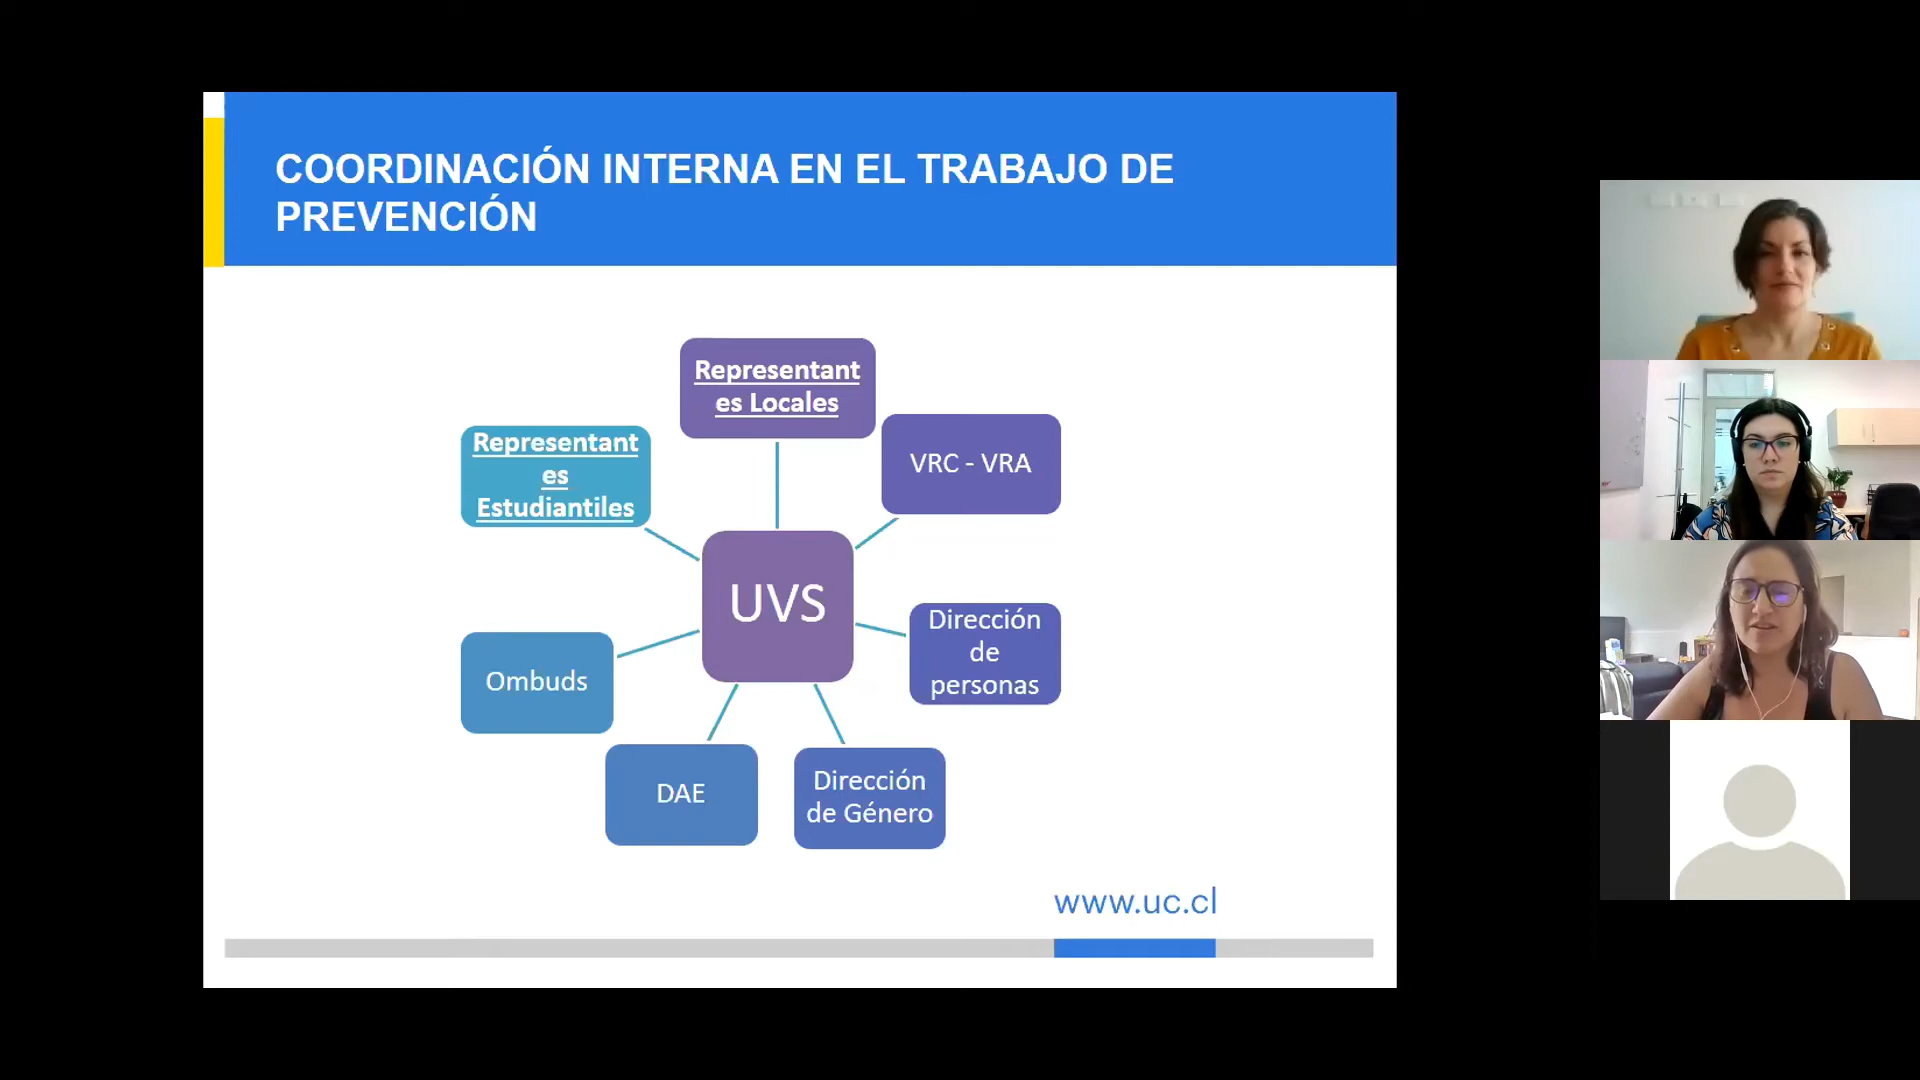 COORDINACIÓN INTERNA EN EL TRABAJO DE
PREVENCIÓN
Representant
es Locales
VRC - VRA
Representant
es
Estudiantiles
UVS
Dirección
de
personas
Ombuds
DAE
Dirección
de Género
www.uc.cl